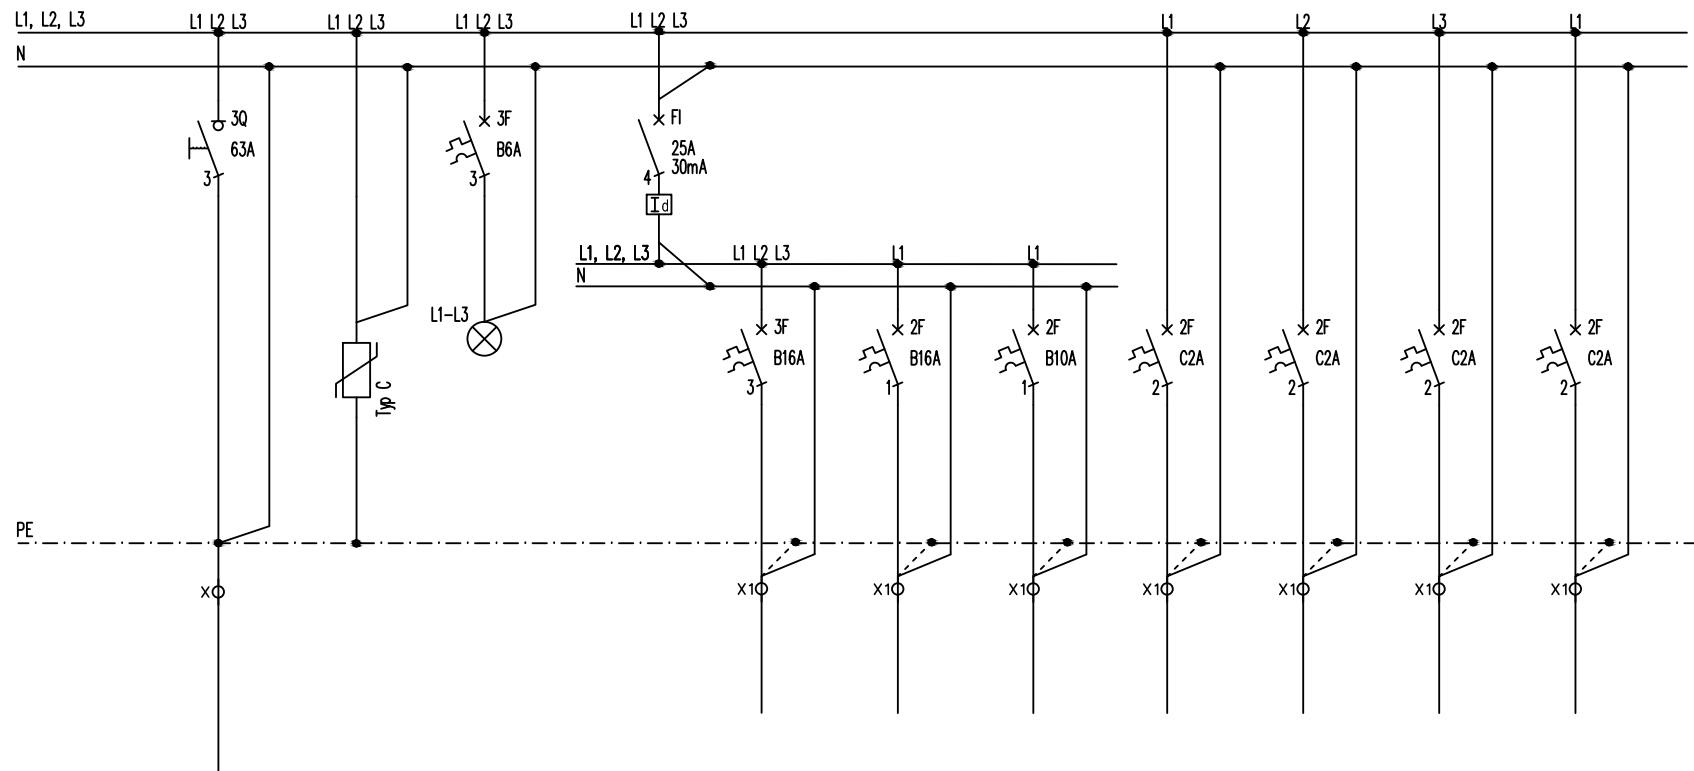 L1, L2, L3
L1 L2 L3
L1 L2 L3
L1 L2 L3
L1 L2 L3
L1
L2
L3
L1
N
3Q
63A
3
3F
B6A
3
FI
25A
30mA
4
Id
L1, L2, L3
L1 L2 L3
L1
L1
N
L1-L3
Typ C
3F
B16A
3
2F
B16A
1
2F
B10A
1
2F
C2A
2
2F
C2A
2
2F
C2A
2
2F
C2A
2
PE
X
X1
X1
X1
X1
X1
X1
X1